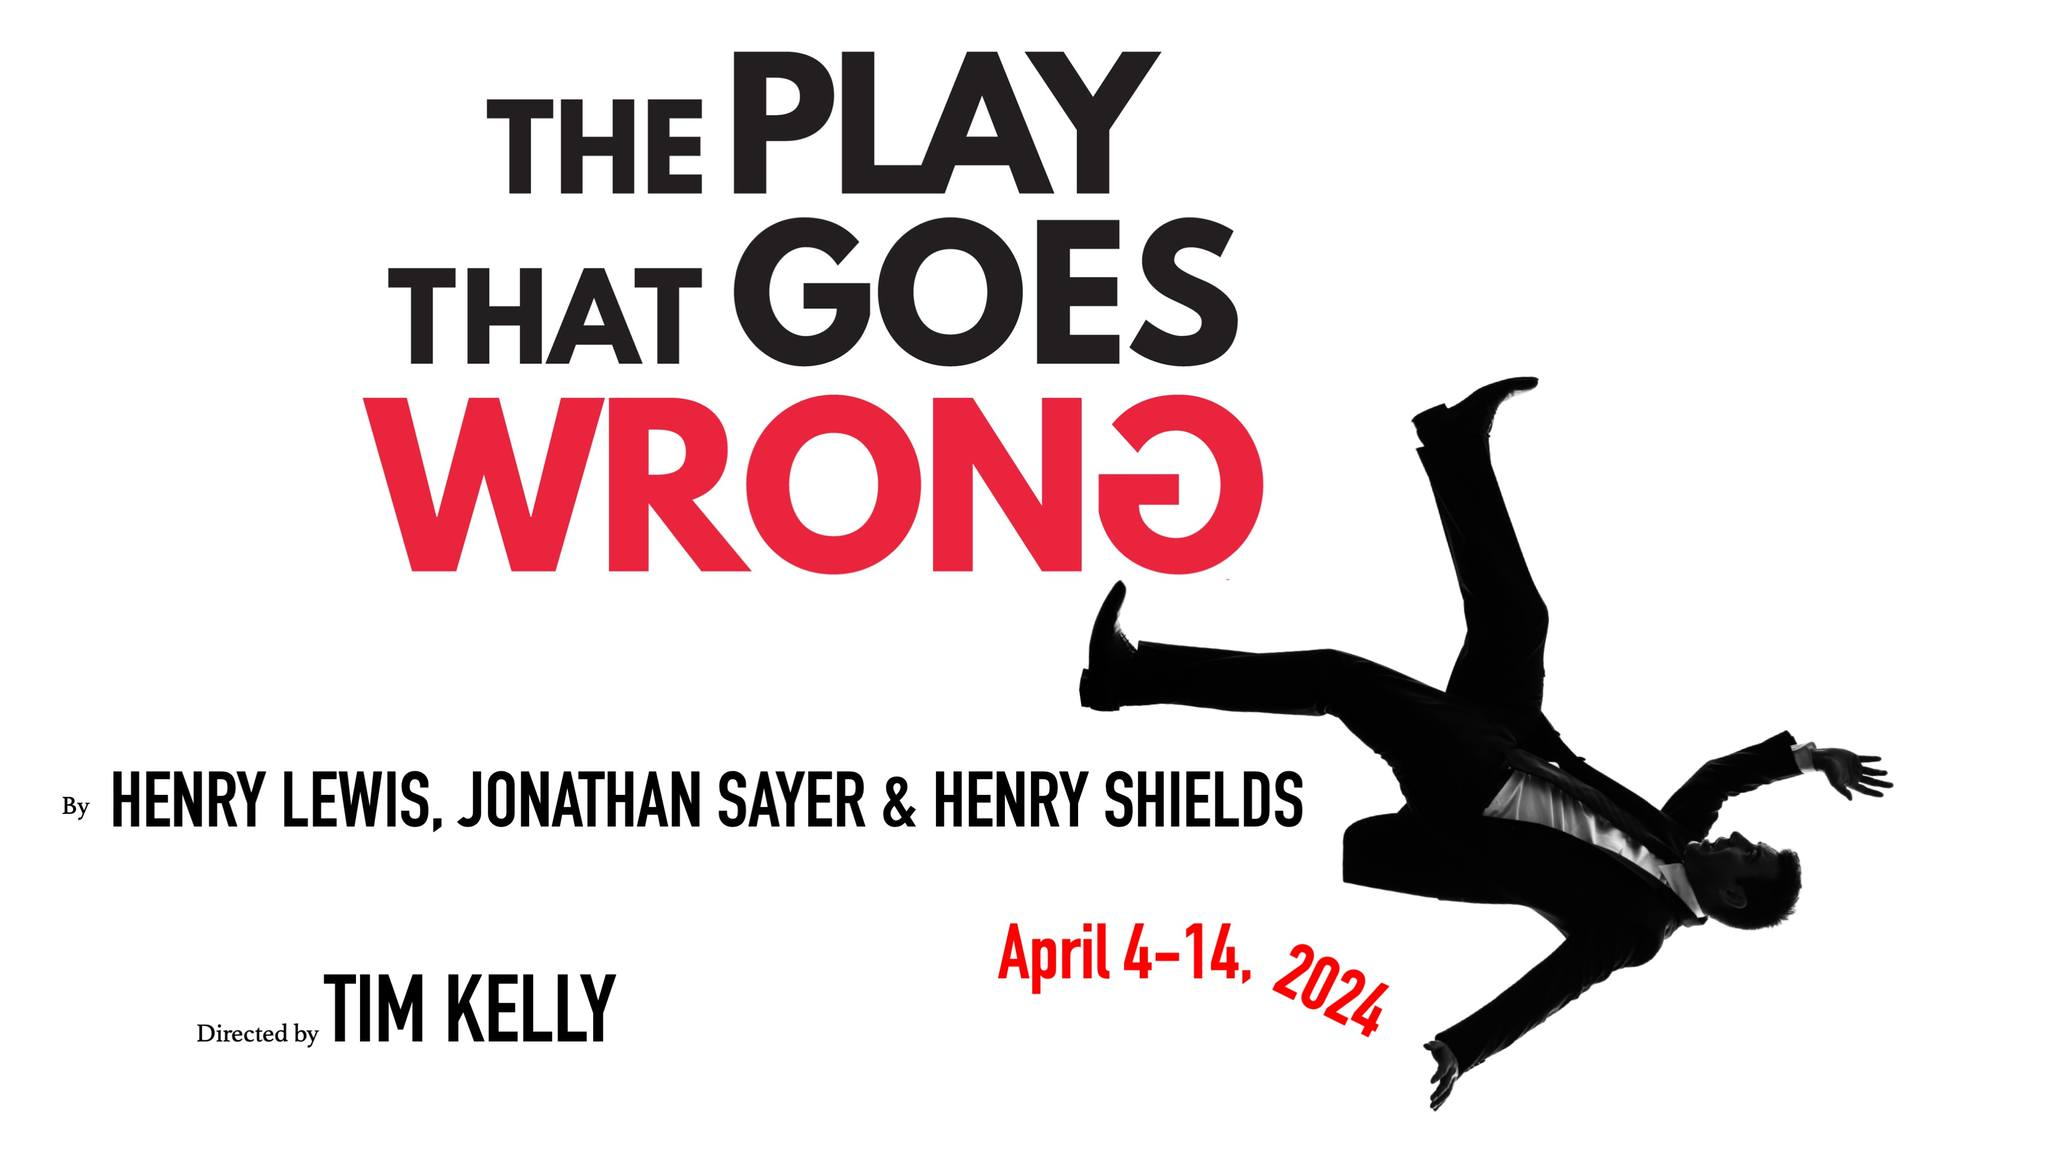 THE PLAY
THAT GOES
WRONG
By HENRY LEWIS, JONATHAN SAYER & HENRY SHIELDS
April 4-14, 2024
Directed by TIM KELLY